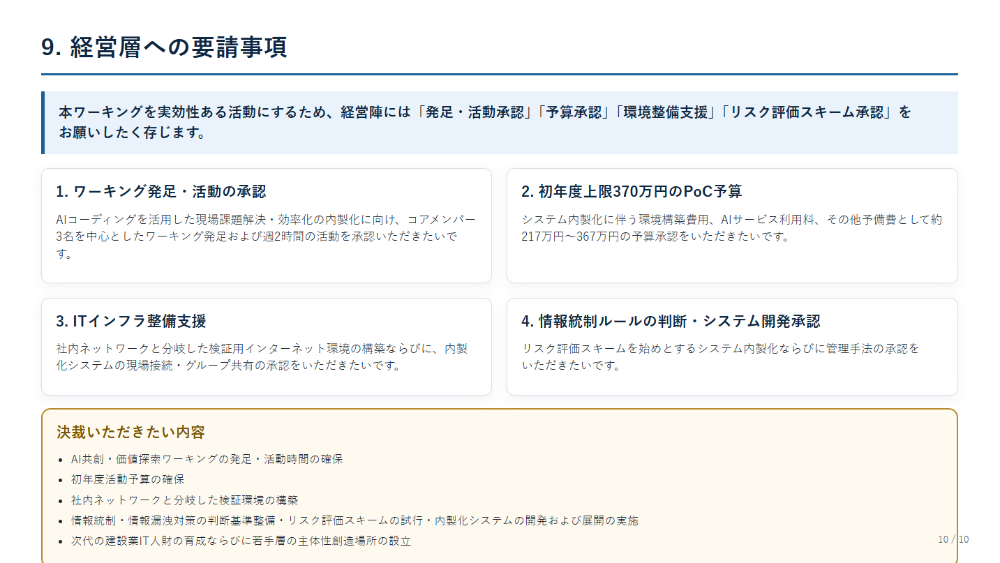 9. 経営層への要請事項
本ワーキングを実効性ある活動にするため、経営陣には「発足・活動承認」「予算承認」「環境整備支援」「リスク評価スキーム承認」を
お願いしたく存じます。
1. ワーキング発足・活動の承認
AIコーディングを活用した現場課題解決・効率化の内製化に向け、コアメンバー
3名を中心としたワーキング発足および週2時間の活動を承認いただきたいで
す。
2. 初年度上限370万円のPoC予算
システム内製化に伴う環境構築費用、AIサービス利用料、その他予備費として約
217万円～367万円の予算承認をいただきたいです。
3. ITインフラ整備支援
社内ネットワークと分岐した検証用インターネット環境の構築ならびに、内製
化システムの現場接続・グループ共有の承認をいただきたいです。
4. 情報統制ルールの判断・システム開発承認
リスク評価スキームを始めとするシステム内製化ならびに管理手法の承認を
いただきたいです。
決裁いただきたい内容
• AI共創・価値探索ワーキングの発足・活動時間の確保
• 初年度活動予算の確保
• 社内ネットワークと分岐した検証環境の構築
• 情報統制・情報漏洩対策の判断基準整備・リスク評価スキームの試行・内製化システムの開発および展開の実施
• 次代の建設業IT人財の育成ならびに若手層の主体性創造場所の設立
10 / 10